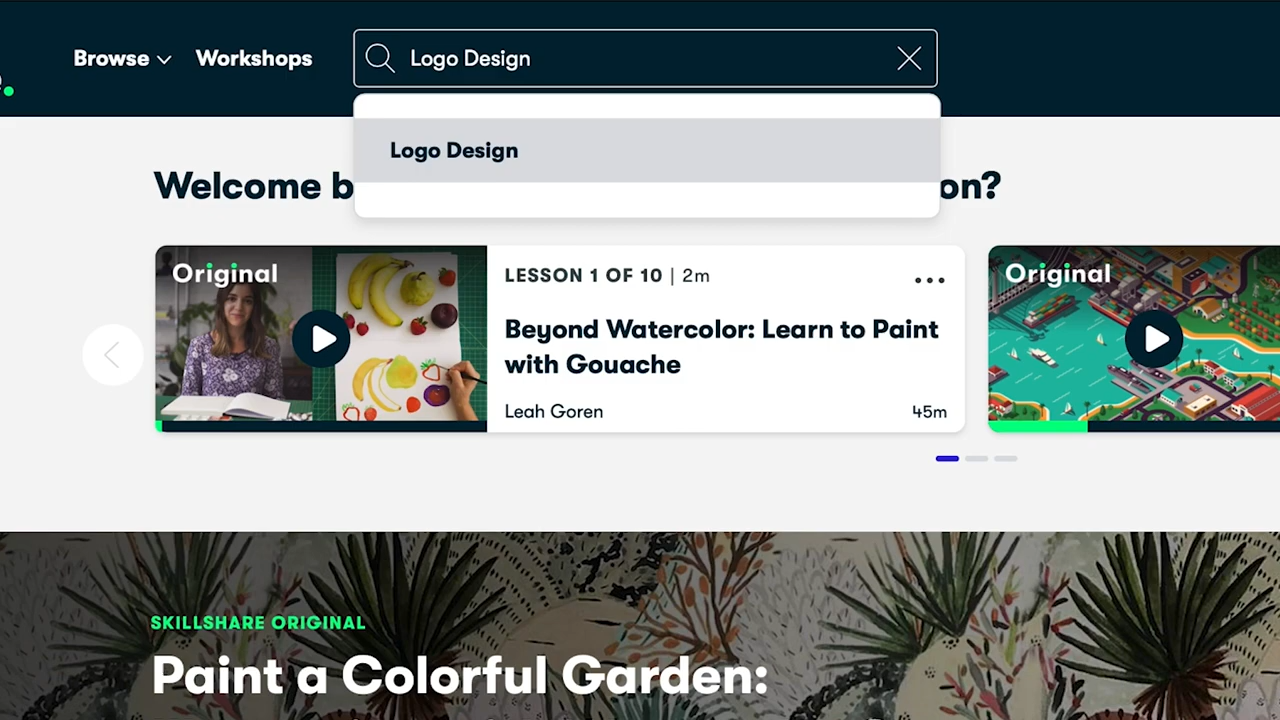 Browse
Workshops
Logo Design
Logo Design
Welcome b
on?
Original
LESSON 1 OF 10 | 2m
Beyond Watercolor: Learn to Paint
with Gouache
Leah Goren
45m
Original
SKILLSHARE ORIGINAL
Paint a Colorful Garden: